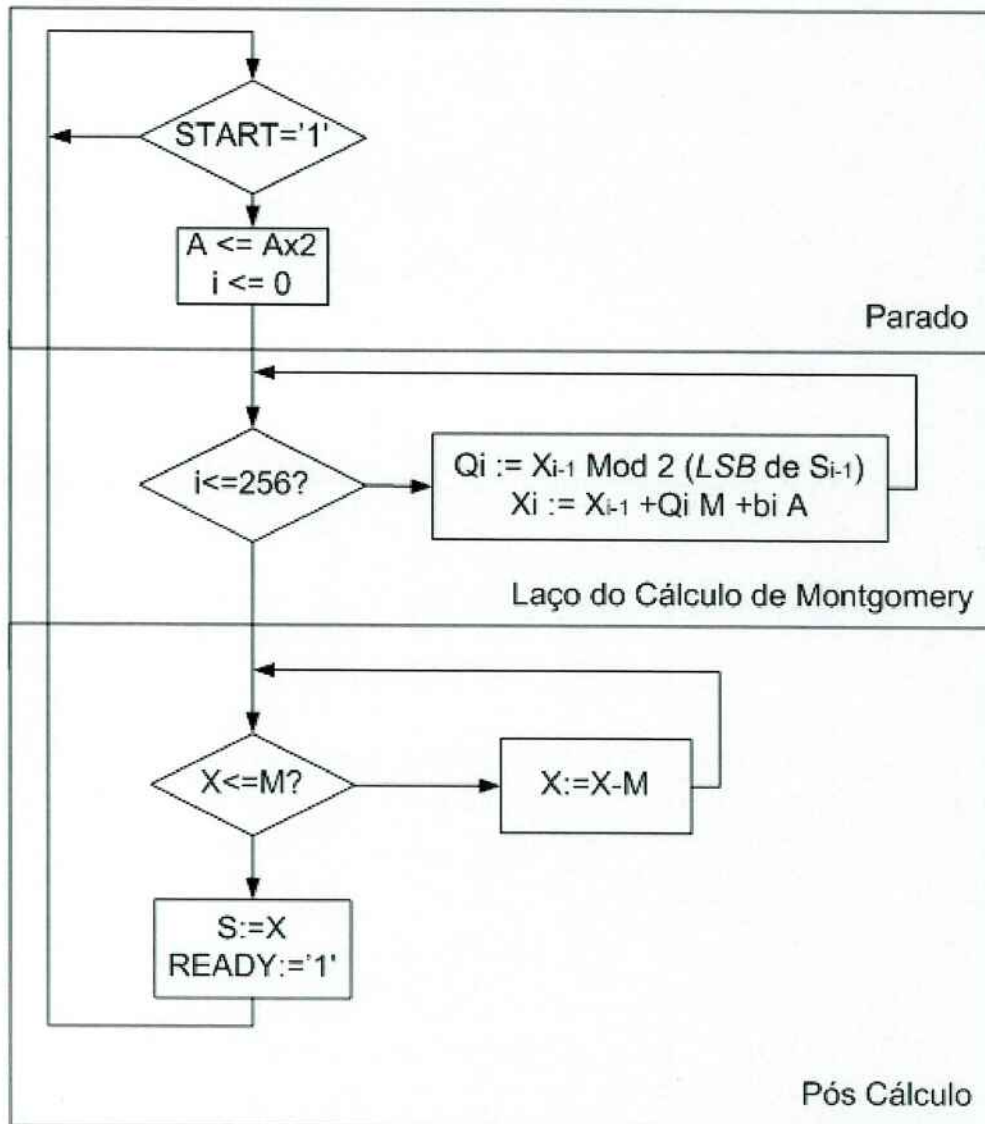 START='1'
A <= Ax2
i <= 0
Parado
i<=256?
Qi := Xi-1 Mod 2 (LSB de Si-1)
Xi := Xi-1 +Qi M +bi A
Laço do Cálculo de Montgomery
X<=M?
X:=X-M
S:=X
READY:='1'
Pós Cálculo